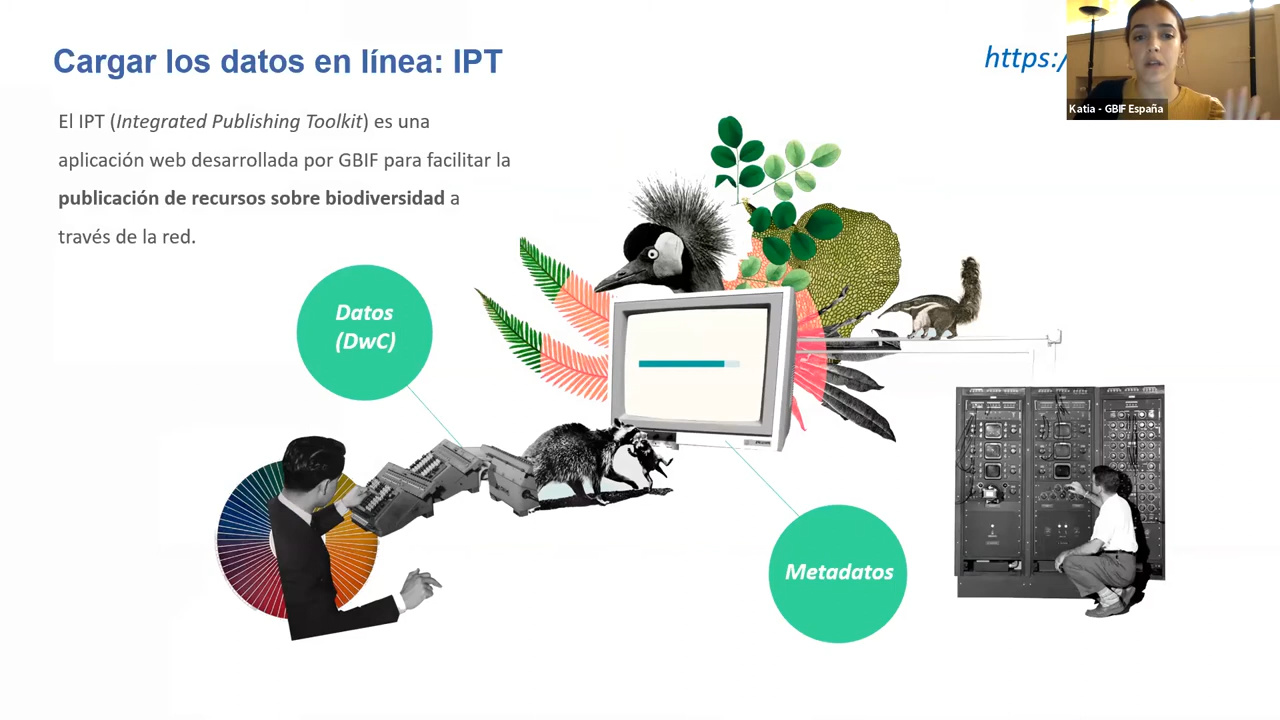 Cargar los datos en línea: IPT
https:/
Katia - GBIF España
El IPT (Integrated Publishing Toolkit) es una
aplicación web desarrollada por GBIF para facilitar la
publicación de recursos sobre biodiversidad a
través de la red.
Datos
(DwC)
Metadatos